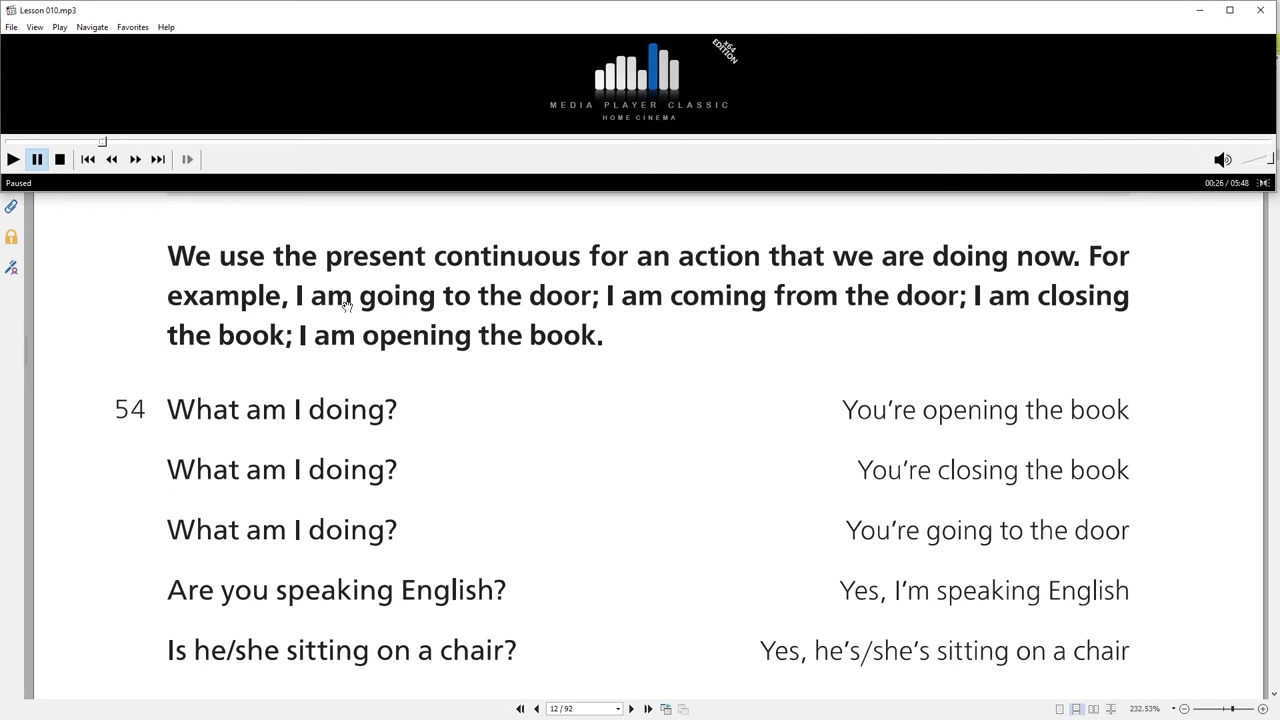 Lesson 010.mp3
File View Play Navigate Favorites Help
x64
EDITION
MEDIA PLAYER CLASSIC
HOME CINEMA
Paused
00:26 / 05:48
We use the present continuous for an action that we are doing now. For
example, I am going to the door; I am coming from the door; I am closing
the book; I am opening the book.
54 What am I doing? You're opening the book
What am I doing? You're closing the book
What am I doing? You're going to the door
Are you speaking English? Yes, I'm speaking English
Is he/she sitting on a chair? Yes, he's/she's sitting on a chair
12 / 92
232.53%